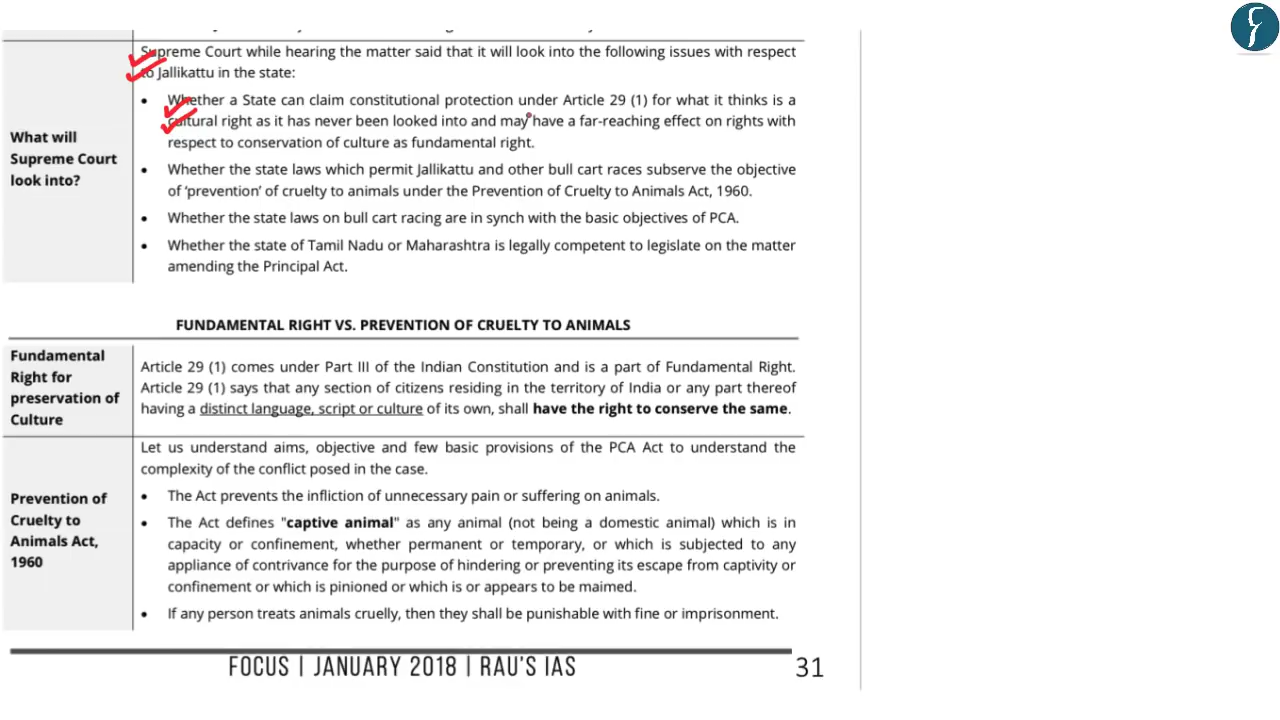 Supreme Court while hearing the matter said that it will look into the following issues with respect
to Jallikattu in the state:
What will
Supreme Court
look into?
• Whether a State can claim constitutional protection under Article 29 (1) for what it thinks is a
cultural right as it has never been looked into and may have a far-reaching effect on rights with
respect to conservation of culture as fundamental right.
• Whether the state laws which permit Jallikattu and other bull cart races subserve the objective
of ‘prevention’ of cruelty to animals under the Prevention of Cruelty to Animals Act, 1960.
• Whether the state laws on bull cart racing are in synch with the basic objectives of PCA.
• Whether the state of Tamil Nadu or Maharashtra is legally competent to legislate on the matter
amending the Principal Act.
FUNDAMENTAL RIGHT VS. PREVENTION OF CRUELTY TO ANIMALS
Fundamental
Right for
preservation of
Culture
Article 29 (1) comes under Part III of the Indian Constitution and is a part of Fundamental Right.
Article 29 (1) says that any section of citizens residing in the territory of India or any part thereof
having a distinct language, script or culture of its own, shall have the right to conserve the same.
Prevention of
Cruelty to
Animals Act,
1960
Let us understand aims, objective and few basic provisions of the PCA Act to understand the
complexity of the conflict posed in the case.
• The Act prevents the infliction of unnecessary pain or suffering on animals.
• The Act defines "captive animal" as any animal (not being a domestic animal) which is in
capacity or confinement, whether permanent or temporary, or which is subjected to any
appliance of contrivance for the purpose of hindering or preventing its escape from captivity or
confinement or which is pinioned or which is or appears to be maimed.
• If any person treats animals cruelly, then they shall be punishable with fine or imprisonment.
FOCUS | JANUARY 2018 | RAU'S IAS
31